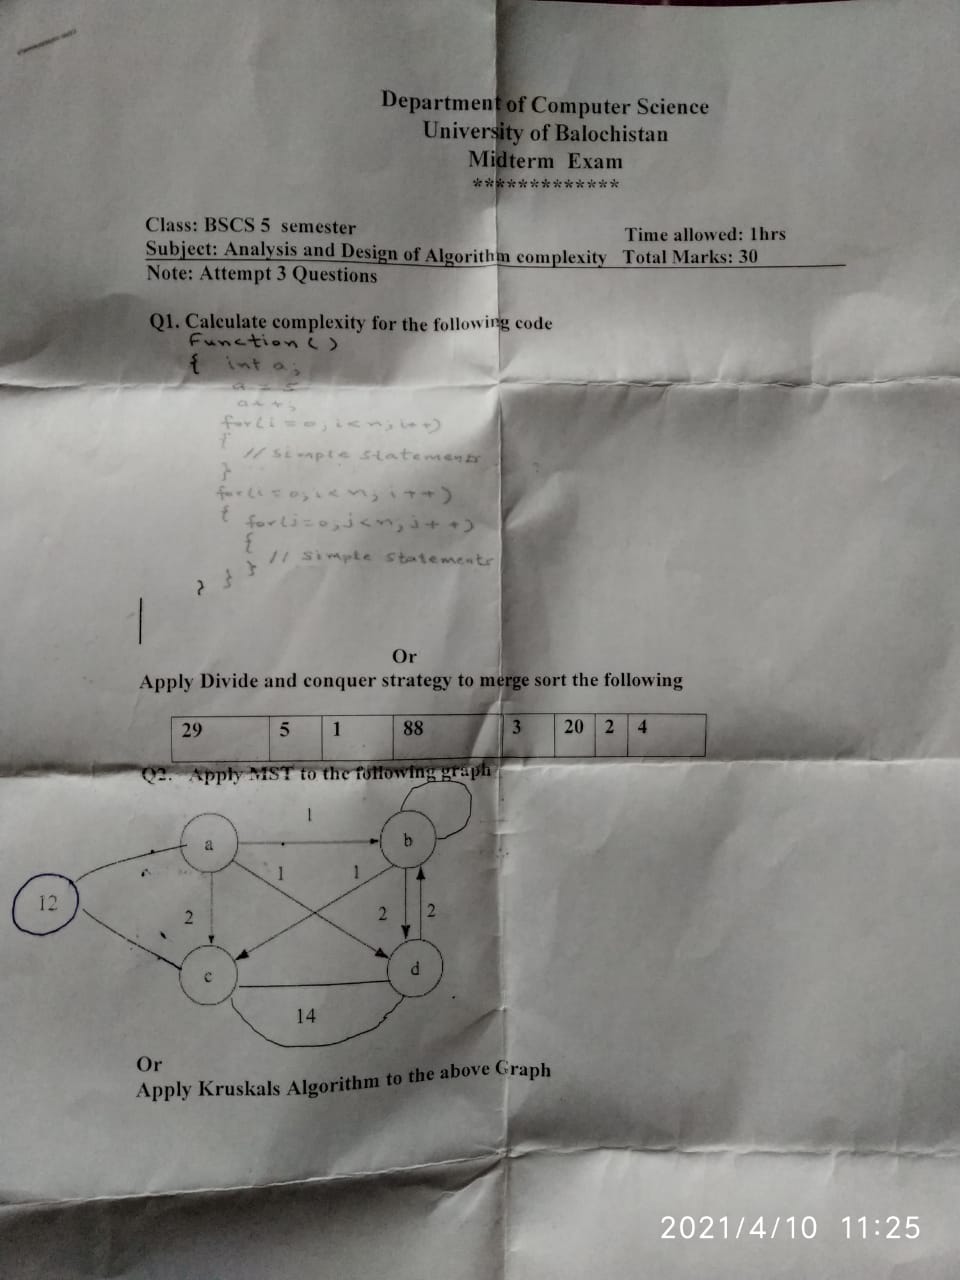 Department of Computer Science
University of Balochistan
Midterm Exam
*************
Class: BSCS 5 semester
Time allowed: 1hrs
Subject: Analysis and Design of Algorithm complexity Total Marks: 30
Note: Attempt 3 Questions
Q1. Calculate complexity for the following code
Function ( )
{ int a;
a = 5
a++;
for(i=0; i<n; i++)
{
// Simple Statements
}
for(i=0; i<n; i++)
{ for(j=0; j<n; j++)
{
// Simple Statements
} } }
Or
Apply Divide and conquer strategy to merge sort the following
29 5 1 88 3 20 2 4
Q2. Apply MST to the following graph
1
a b
1 1
12
2 2 2
c d
14
Or
Apply Kruskals Algorithm to the above Graph
2021/4/10 11:25